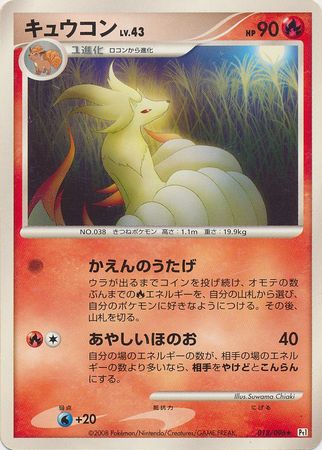 キュウコン LV.43
HP 90
1進化 ロコンから進化
NO.038 きつねポケモン 高さ：1.1m 重さ：19.9kg
かえんのうたげ
ウラが出るまでコインを投げ続け、オモテの数
ぶんまでのエネルギーを、自分の山札から選び、
自分のポケモンに好きなようにつける。その後、
山札を切る。
あやしいほのお 40
自分の場のエネルギーの数が、相手の場のエネル
ギーの数より多いなら、相手をやけどとこんらん
にする。
Illus.Suwama Chiaki
弱点 抵抗力 にげる
+20
©2008 Pokémon/Nintendo/Creatures/GAME FREAK.
Pt1